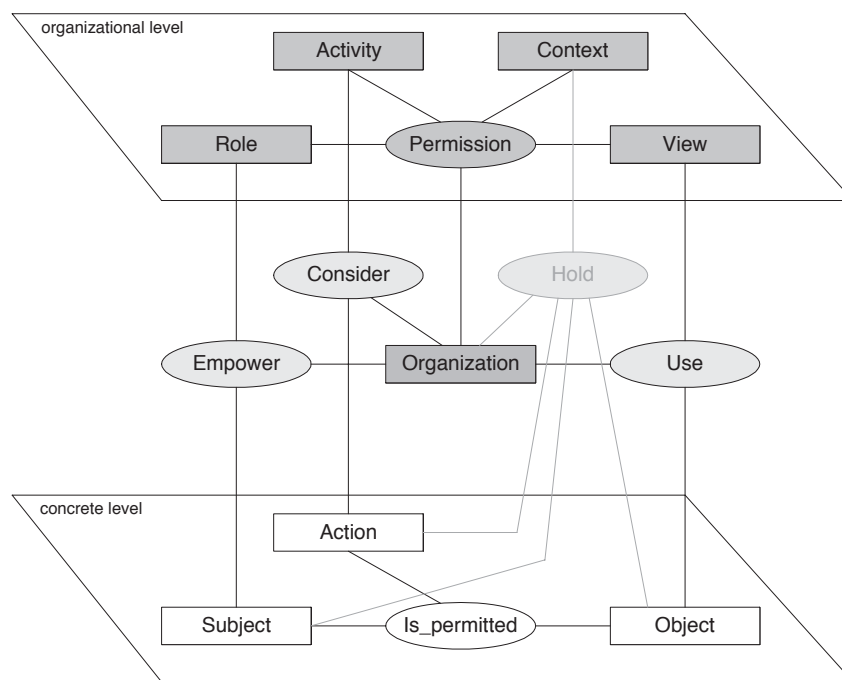 organizational level
Activity
Context
Role
Permission
View
Consider
Hold
Empower
Organization
Use
concrete level
Action
Subject
Is_permitted
Object